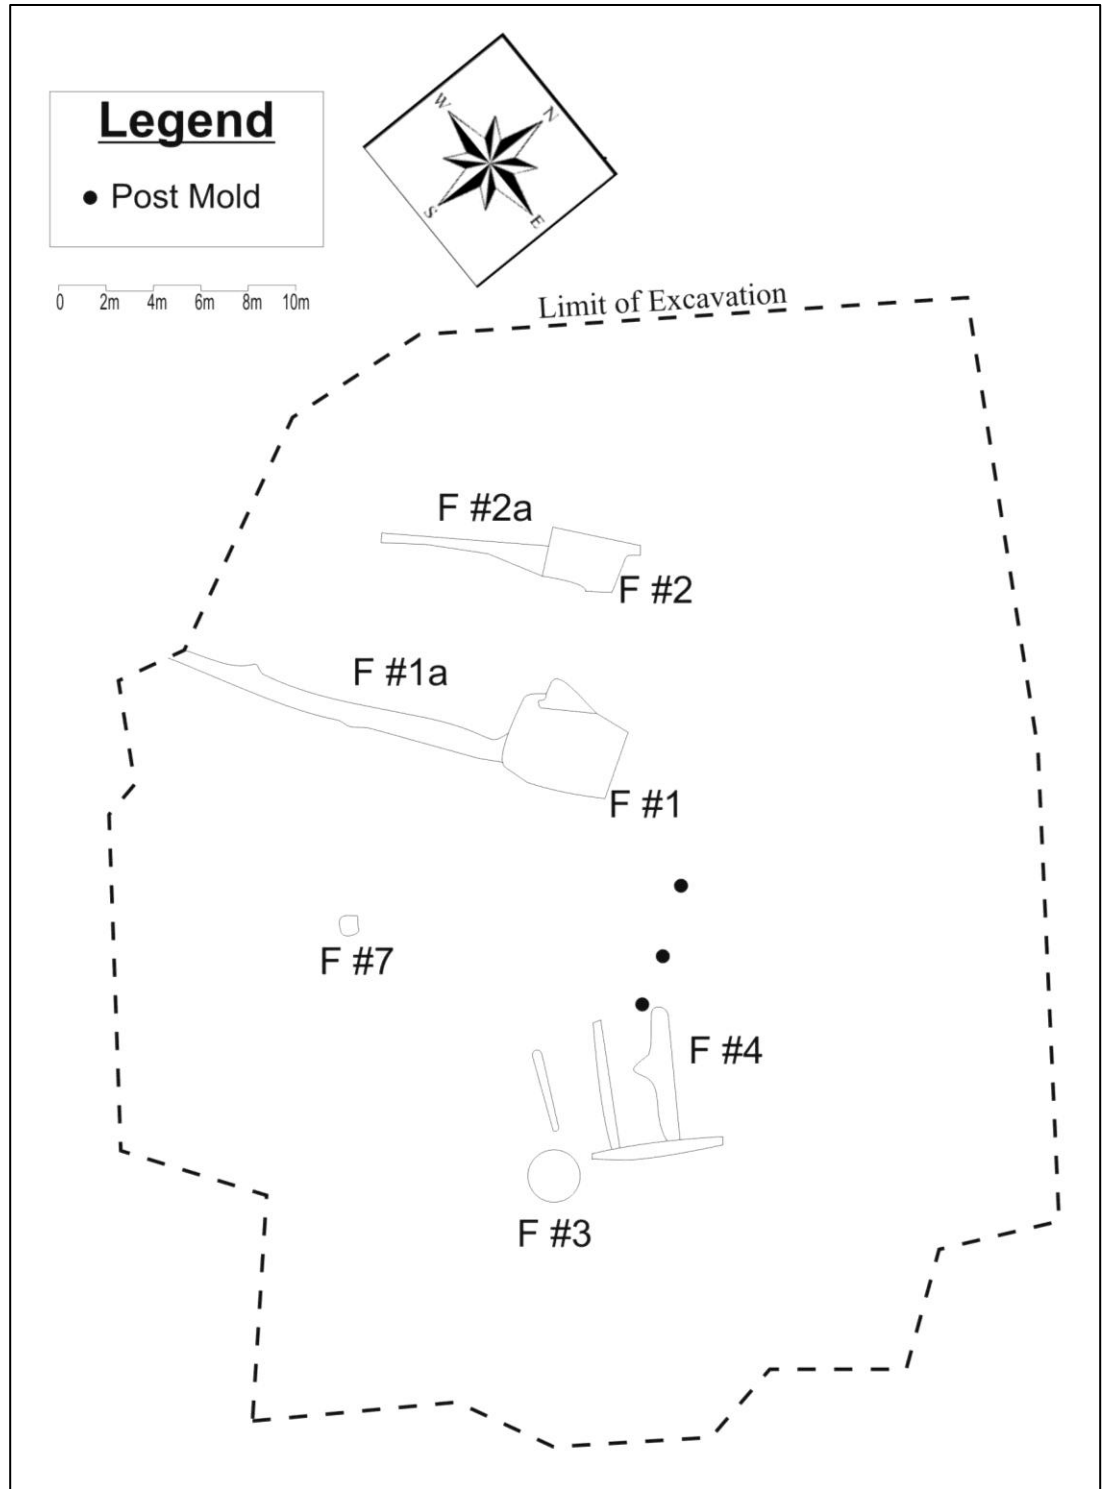 Legend
Post Mold
W
N
S
E
0 2m 4m 6m 8m 10m
Limit of Excavation
F #2a
F #2
F #1a
F #1
F #7
F #4
F #3